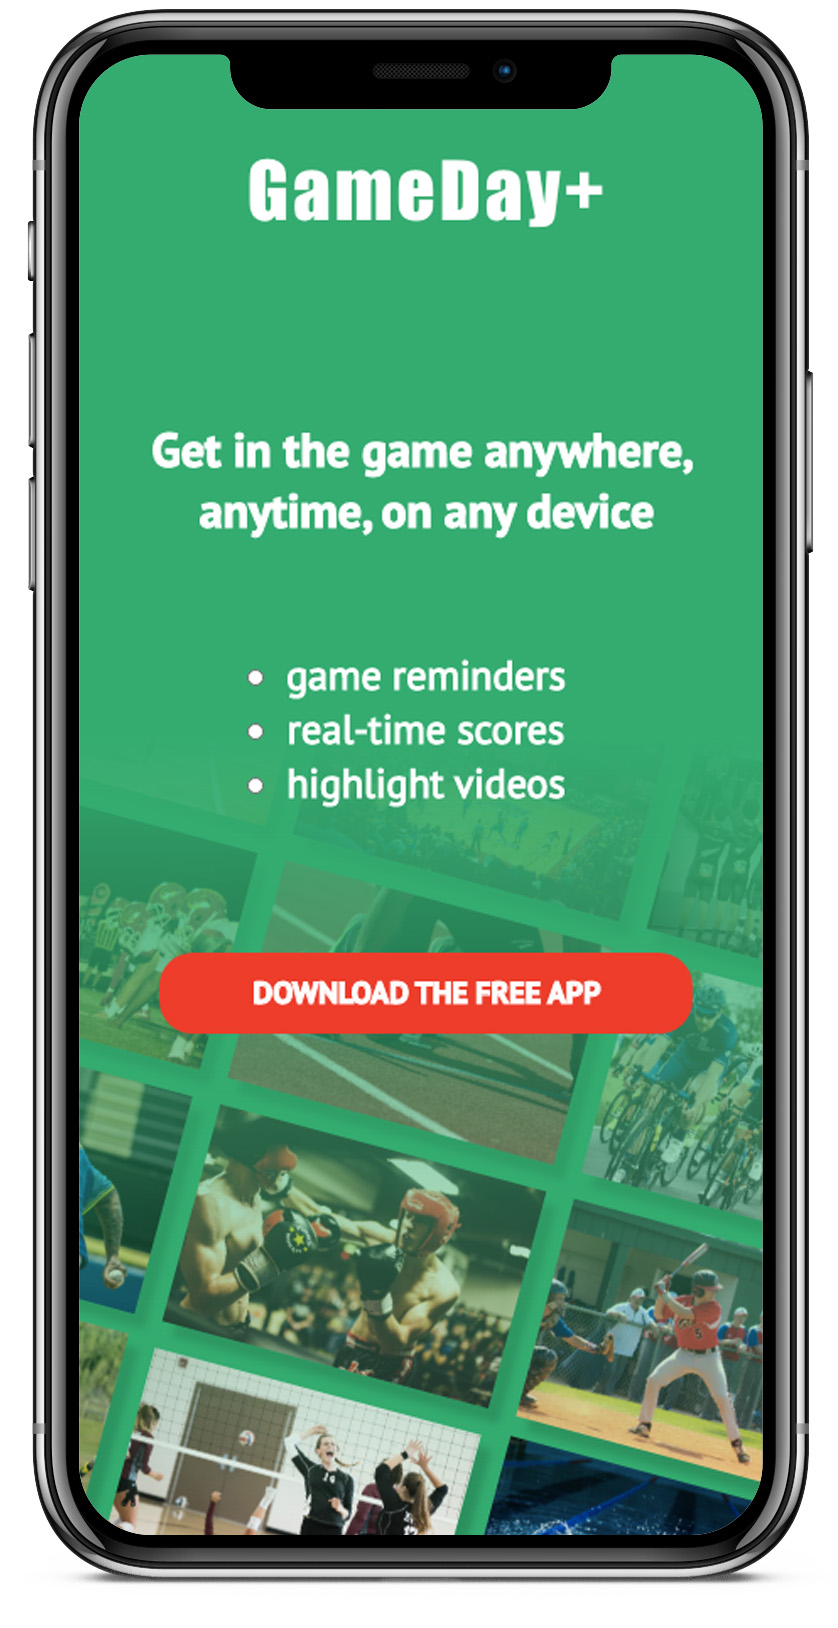 GameDay+
Get in the game anywhere,
anytime, on any device
• game reminders
• real-time scores
• highlight videos
DOWNLOAD THE FREE APP
5